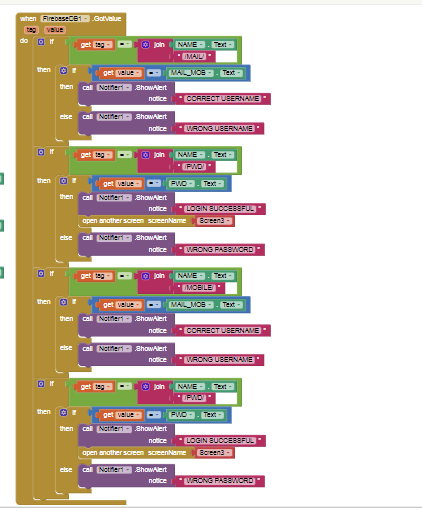 when FirebaseDB1 .GotValue
tag value
do if get tag = join NAME . Text
" /MAIL/ "
then if get value = MAIL_MOB . Text
then call Notifier1 .ShowAlert
notice " CORRECT USERNAME "
else call Notifier1 .ShowAlert
notice " WRONG USERNAME "
if get tag = join NAME . Text
" /PWD/ "
then if get value = PWD . Text
then call Notifier1 .ShowAlert
notice " LOGIN SUCCESSFUL "
open another screen screenName Screen3
else call Notifier1 .ShowAlert
notice " WRONG PASSWORD "
if get tag = join NAME . Text
" /MOBILE/ "
then if get value = MAIL_MOB . Text
then call Notifier1 .ShowAlert
notice " CORRECT USERNAME "
else call Notifier1 .ShowAlert
notice " WRONG USERNAME "
if get tag = join NAME . Text
" /PWD/ "
then if get value = PWD . Text
then call Notifier1 .ShowAlert
notice " LOGIN SUCCESSFUL "
open another screen screenName Screen3
else call Notifier1 .ShowAlert
notice " WRONG PASSWORD "